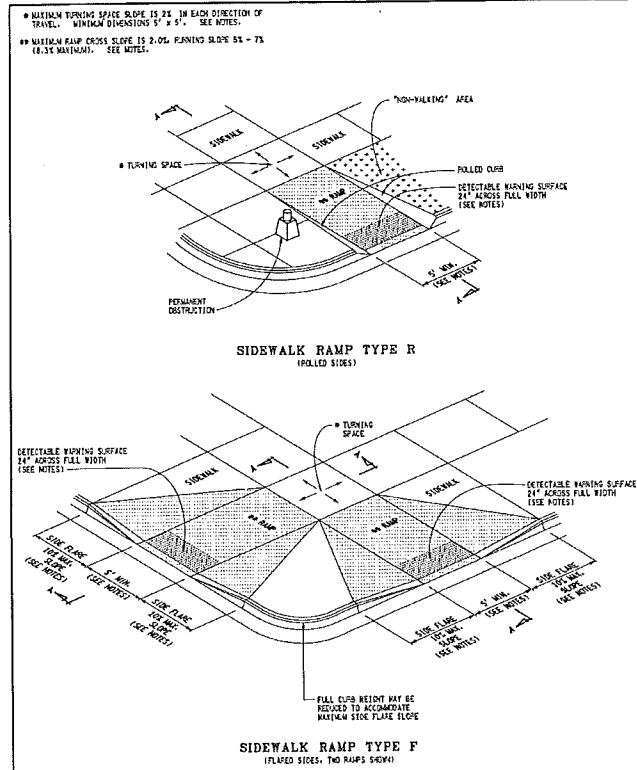 * MAXIMUM TURNING SPACE SLOPE IS 2% IN EACH DIRECTION OF
TRAVEL. MINIMUM DIMENSIONS 5' x 5'. SEE NOTES.
** MAXIMUM RAMP CROSS SLOPE IS 2.0%, RUNNING SLOPE 5% - 7%
(8.3% MAXIMUM). SEE NOTES.
"NON-WALKING" AREA
A
SIDEWALK
SIDEWALK
* TURNING SPACE
ROLLED CURB
** RAMP
DETECTABLE WARNING SURFACE
24" ACROSS FULL WIDTH
(SEE NOTES)
5' MIN.
(SEE NOTES)
A
PERMANENT
OBSTRUCTION
SIDEWALK RAMP TYPE R
(ROLLED SIDES)
* TURNING
SPACE
DETECTABLE WARNING SURFACE
24" ACROSS FULL WIDTH
(SEE NOTES)
A
A
SIDEWALK
SIDEWALK
DETECTABLE WARNING SURFACE
24" ACROSS FULL WIDTH
(SEE NOTES)
** RAMP
** RAMP
SIDE FLARE
10% MAX.
SLOPE
(SEE NOTES)
5' MIN.
(SEE NOTES)
SIDE FLARE
10% MAX.
SLOPE
(SEE NOTES)
A
SIDE FLARE
10% MAX.
SLOPE
(SEE NOTES)
5' MIN.
(SEE NOTES)
SIDE FLARE
10% MAX.
SLOPE
(SEE NOTES)
A
FULL CURB HEIGHT MAY BE
REDUCED TO ACCOMMODATE
MAXIMUM SIDE FLARE SLOPE
SIDEWALK RAMP TYPE F
(FLARED SIDES, TWO RAMPS SHOWN)